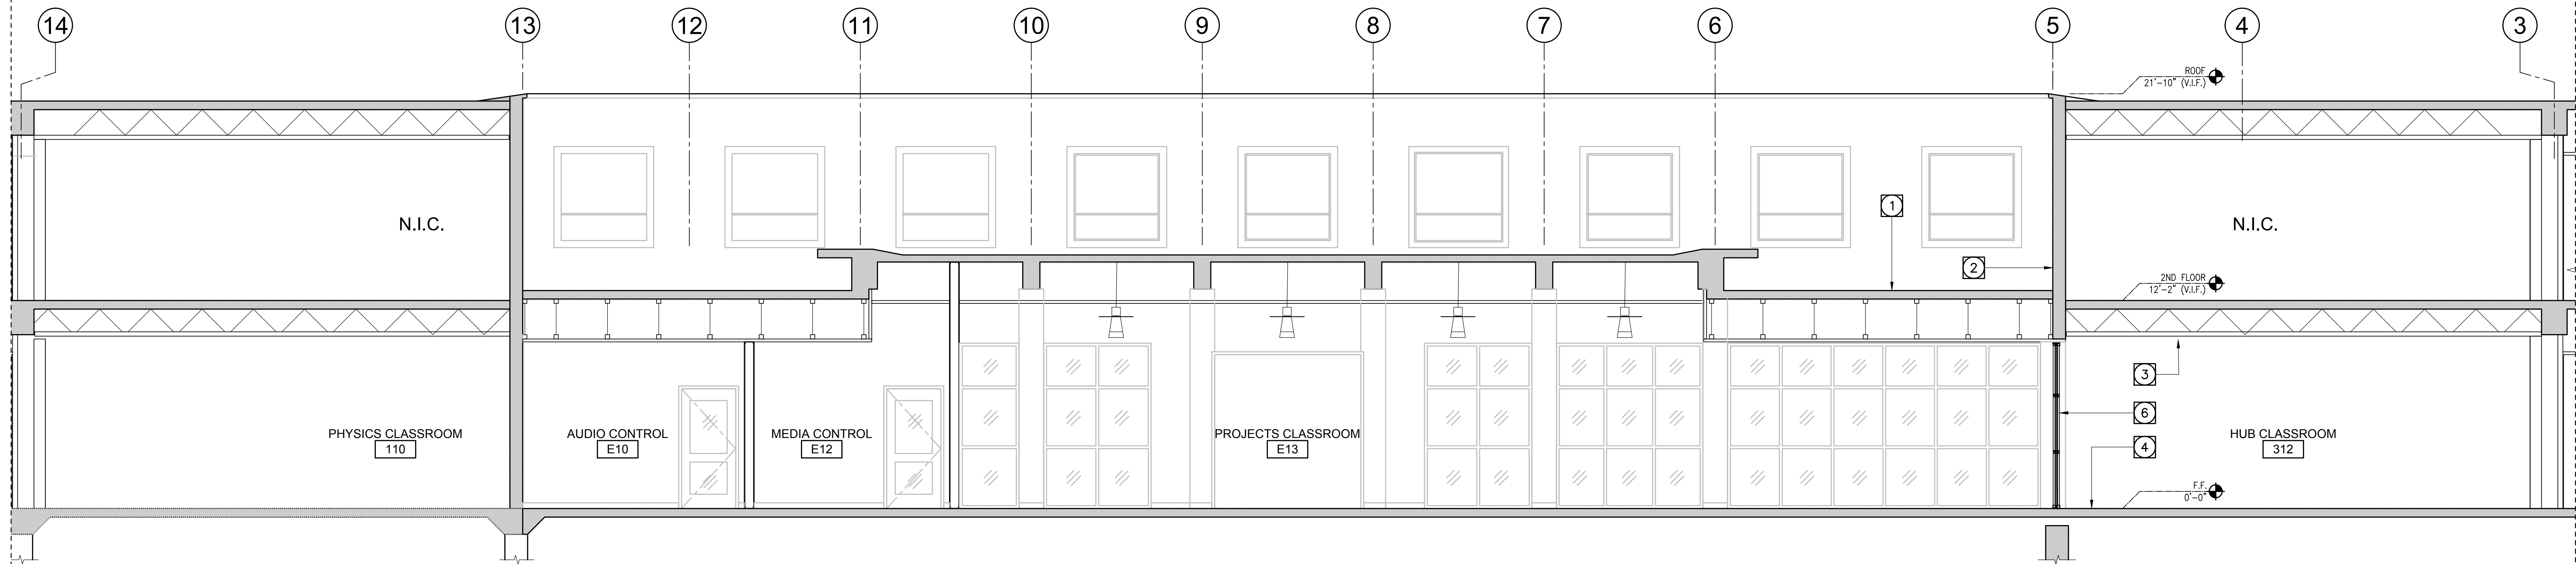 14
13
12
11
10
9
8
7
6
5
4
3
ROOF
21'-10" (V.I.F.)
1
N.I.C.
N.I.C.
2
2ND FLOOR
12'-2" (V.I.F.)
3
6
PHYSICS CLASSROOM
110
AUDIO CONTROL
E10
MEDIA CONTROL
E12
PROJECTS CLASSROOM
E13
HUB CLASSROOM
312
4
F.F.
0'-0"